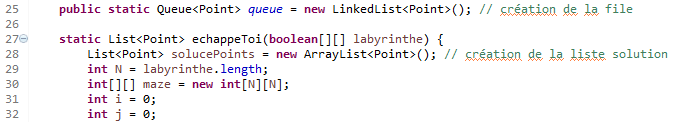 25 public static Queue<Point> queue = new LinkedList<Point>(); // création de la file
26
27 static List<Point> echappeToi(boolean[][] labyrinthe) {
28 List<Point> solucePoints = new ArrayList<Point>(); // création de la liste solution
29 int N = labyrinthe.length;
30 int[][] maze = new int[N][N];
31 int i = 0;
32 int j = 0;